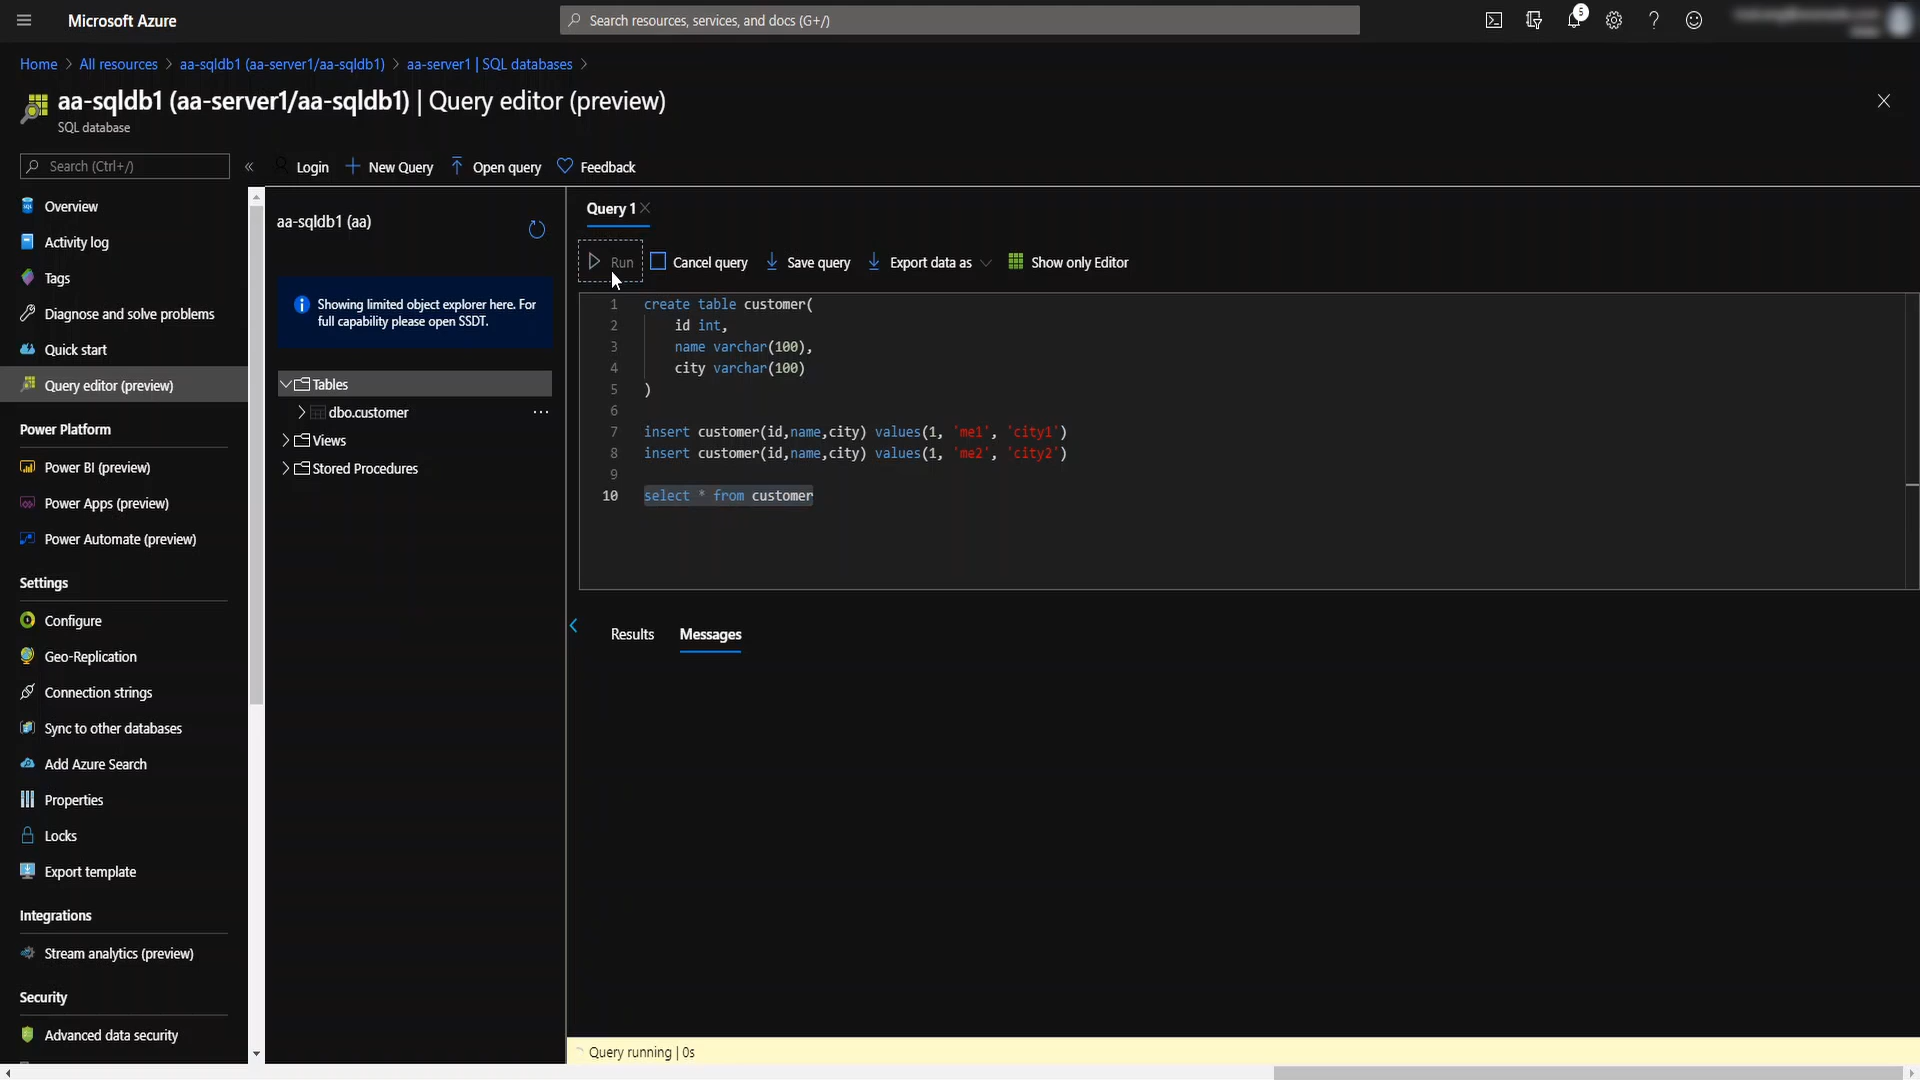 Microsoft Azure
Search resources, services, and docs (G+/)
5
Home > All resources > aa-sqldb1 (aa-server1/aa-sqldb1) > aa-server1 | SQL databases >
aa-sqldb1 (aa-server1/aa-sqldb1) | Query editor (preview)
SQL database
Search (Ctrl+/)
«
Login
New Query
Open query
Feedback
Overview
Activity log
Tags
Diagnose and solve problems
Quick start
Query editor (preview)
Power Platform
Power BI (preview)
Power Apps (preview)
Power Automate (preview)
Settings
Configure
Geo-Replication
Connection strings
Sync to other databases
Add Azure Search
Properties
Locks
Export template
Integrations
Stream analytics (preview)
Security
Advanced data security
aa-sqldb1 (aa)
Showing limited object explorer here. For
full capability please open SSDT.
Tables
dbo.customer ...
Views
Stored Procedures
Query 1
Run
Cancel query
Save query
Export data as
Show only Editor
1 create table customer(
2 id int,
3 name varchar(100),
4 city varchar(100)
5 )
6
7 insert customer(id,name,city) values(1, 'me1', 'city1')
8 insert customer(id,name,city) values(1, 'me2', 'city2')
9
10 select * from customer
Results Messages
Query running | 0s